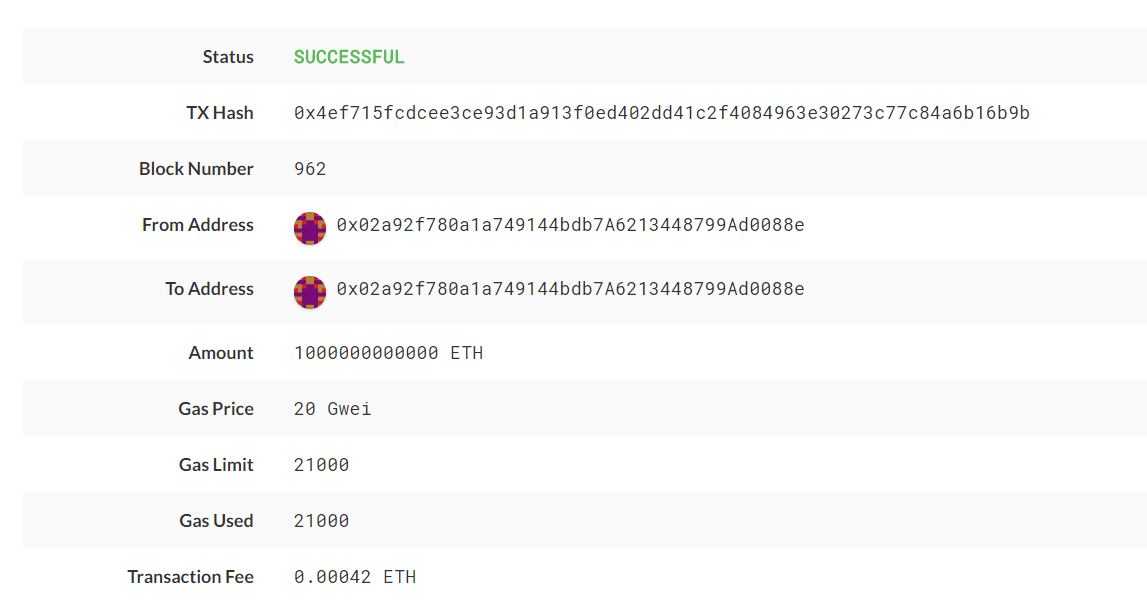 Status SUCCESSFUL
TX Hash 0x4ef715fcdcee3ce93d1a913f0ed402dd41c2f4084963e30273c77c84a6b16b9b
Block Number 962
From Address 0x02a92f780a1a749144bdb7A6213448799Ad0088e
To Address 0x02a92f780a1a749144bdb7A6213448799Ad0088e
Amount 1000000000000 ETH
Gas Price 20 Gwei
Gas Limit 21000
Gas Used 21000
Transaction Fee 0.00042 ETH